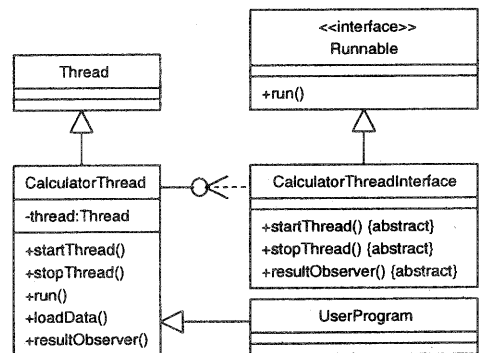 <<interface>>
Runnable
+run()
Thread
CalculatorThread
-thread:Thread
+startThread()
+stopThread()
+run()
+loadData()
+resultObserver()
CalculatorThreadInterface
+startThread() {abstract}
+stopThread() {abstract}
+resultObserver() {abstract}
UserProgram